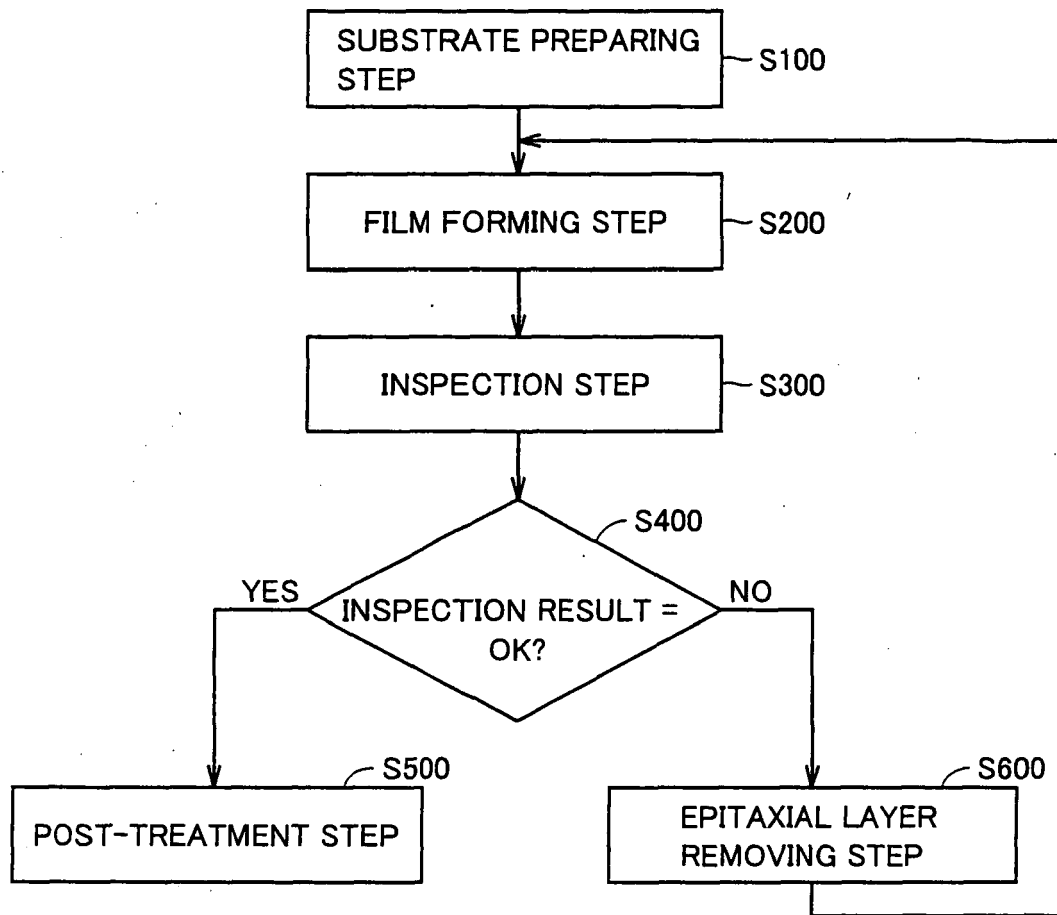 SUBSTRATE PREPARING
STEP
S100
FILM FORMING STEP
S200
INSPECTION STEP
S300
S400
YES
NO
INSPECTION RESULT =
OK?
S500
S600
POST-TREATMENT STEP
EPITAXIAL LAYER
REMOVING STEP